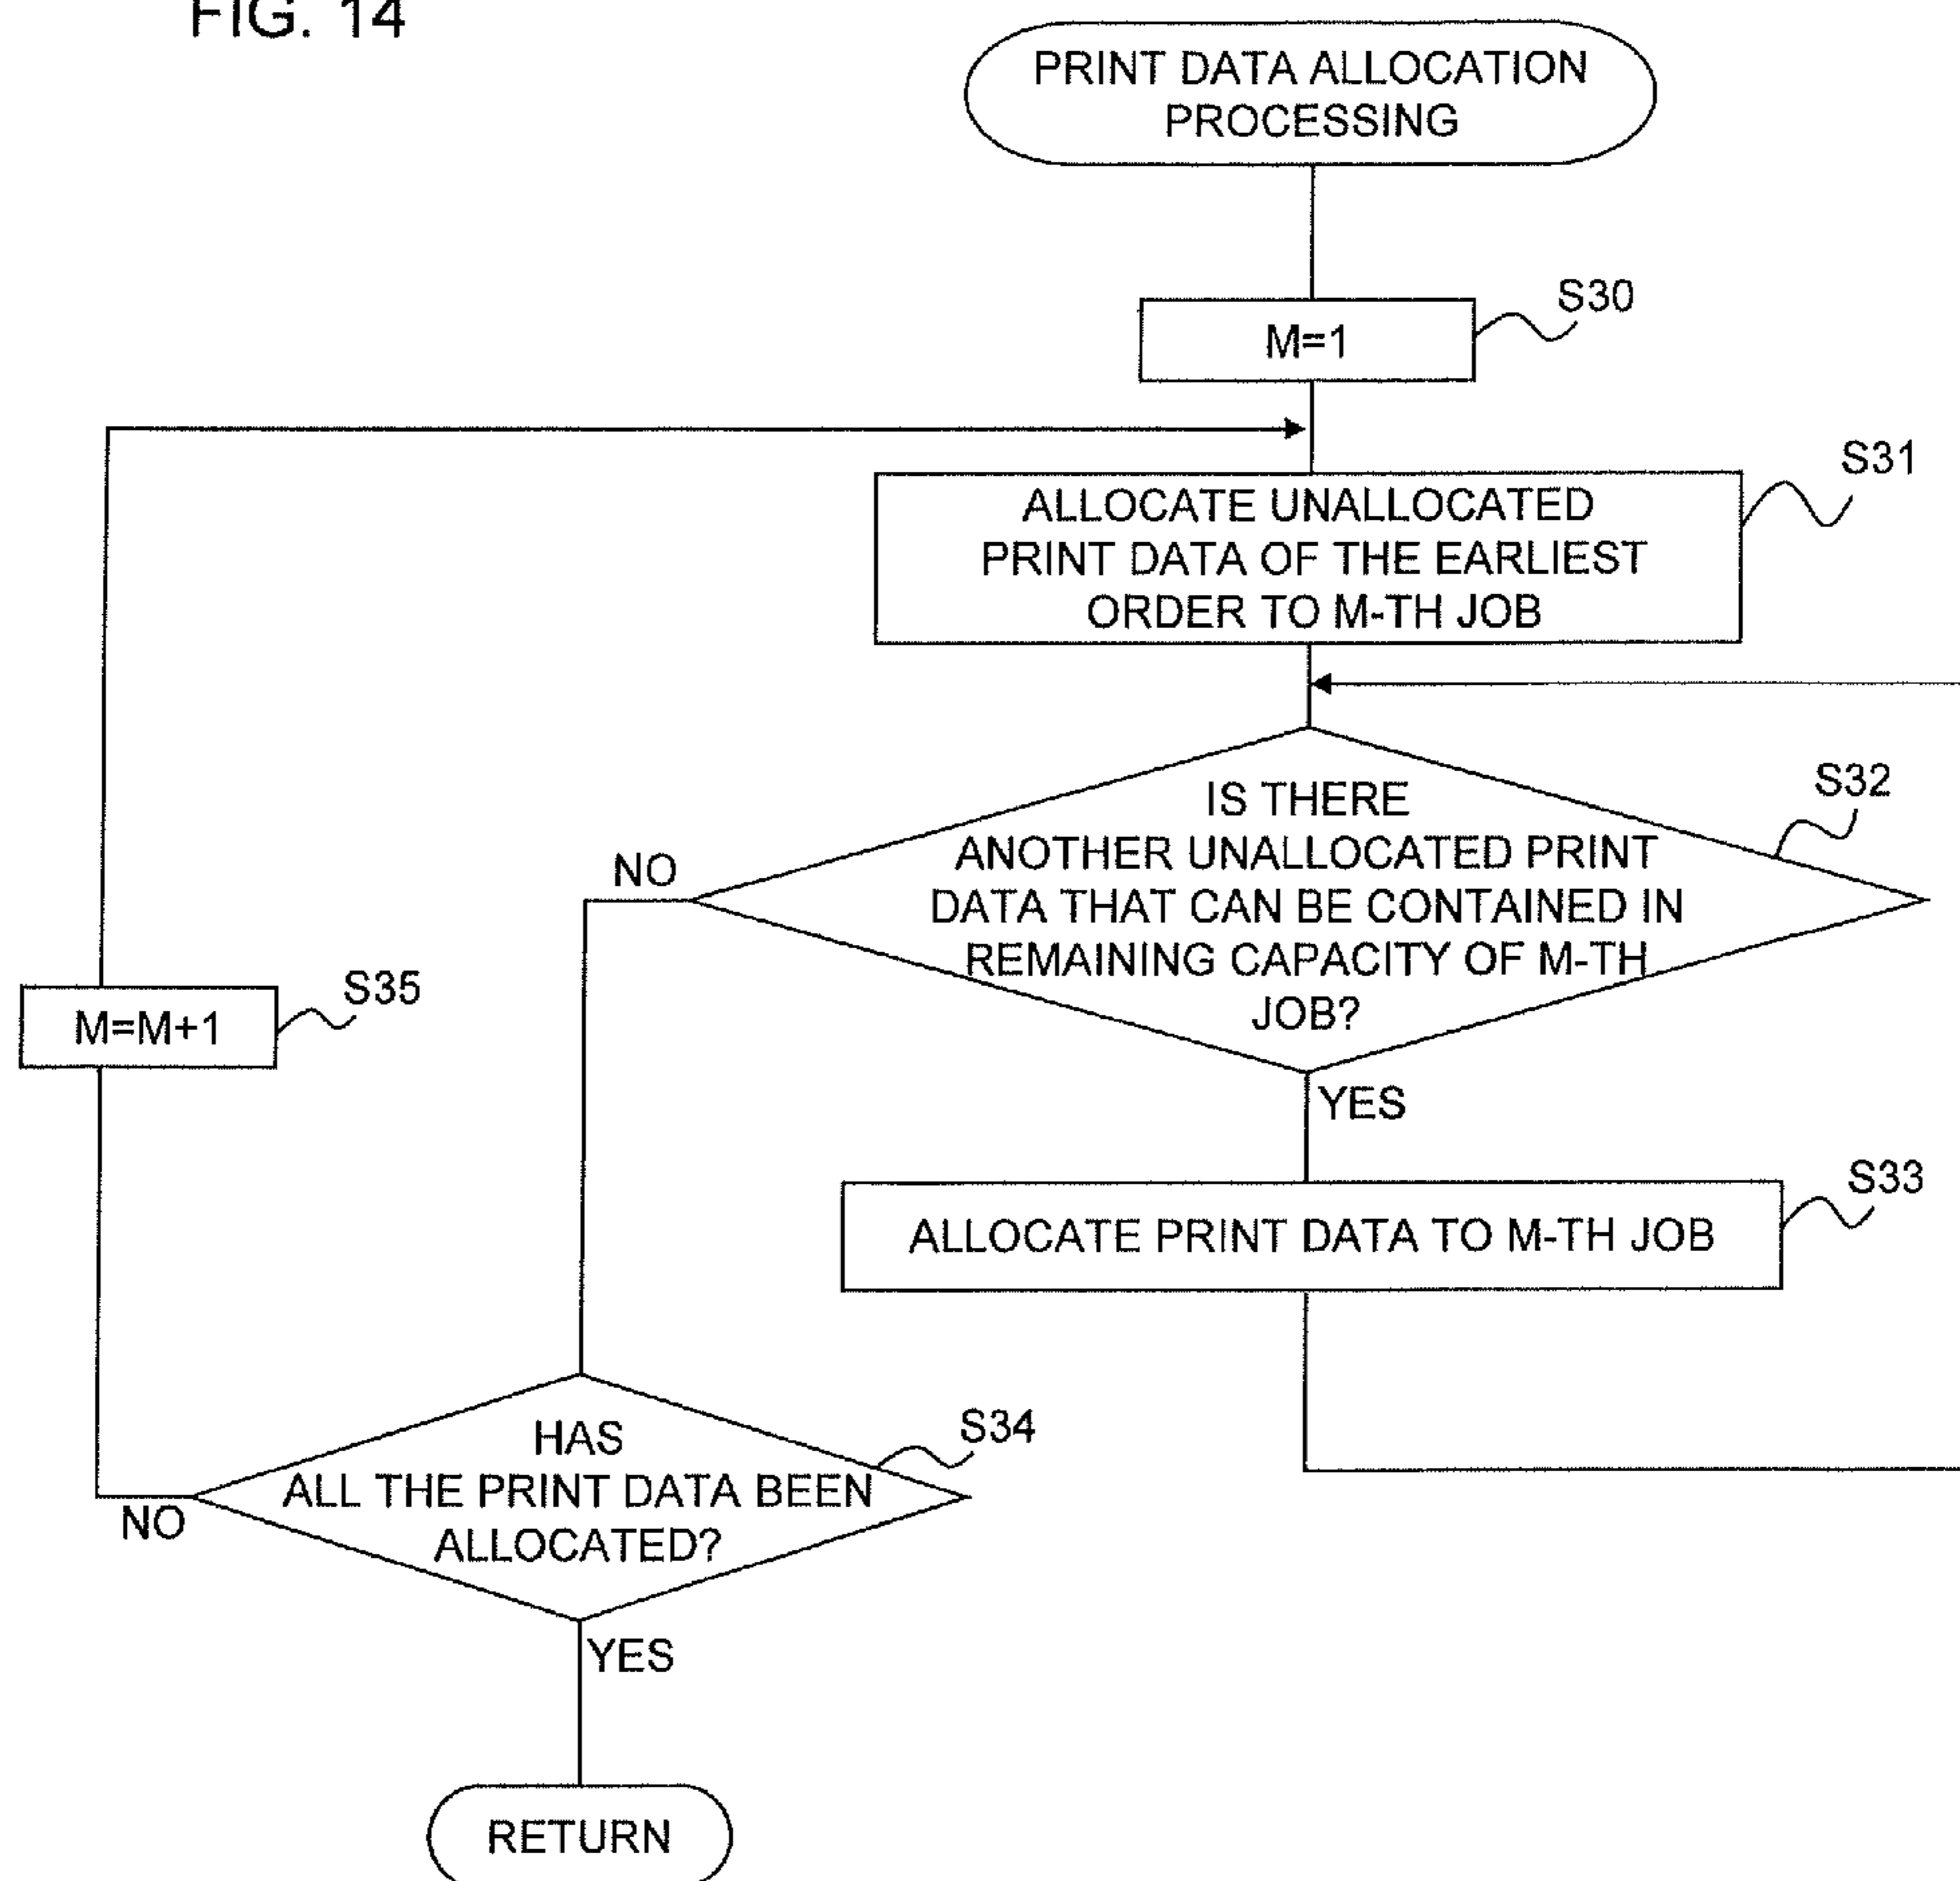 FIG. 14
PRINT DATA ALLOCATION
PROCESSING
S30
M=1
S31
ALLOCATE UNALLOCATED
PRINT DATA OF THE EARLIEST
ORDER TO M-TH JOB
S32
IS THERE
ANOTHER UNALLOCATED PRINT
DATA THAT CAN BE CONTAINED IN
REMAINING CAPACITY OF M-TH
JOB?
NO
YES
S35
M=M+1
S33
ALLOCATE PRINT DATA TO M-TH JOB
S34
HAS
ALL THE PRINT DATA BEEN
ALLOCATED?
NO
YES
RETURN